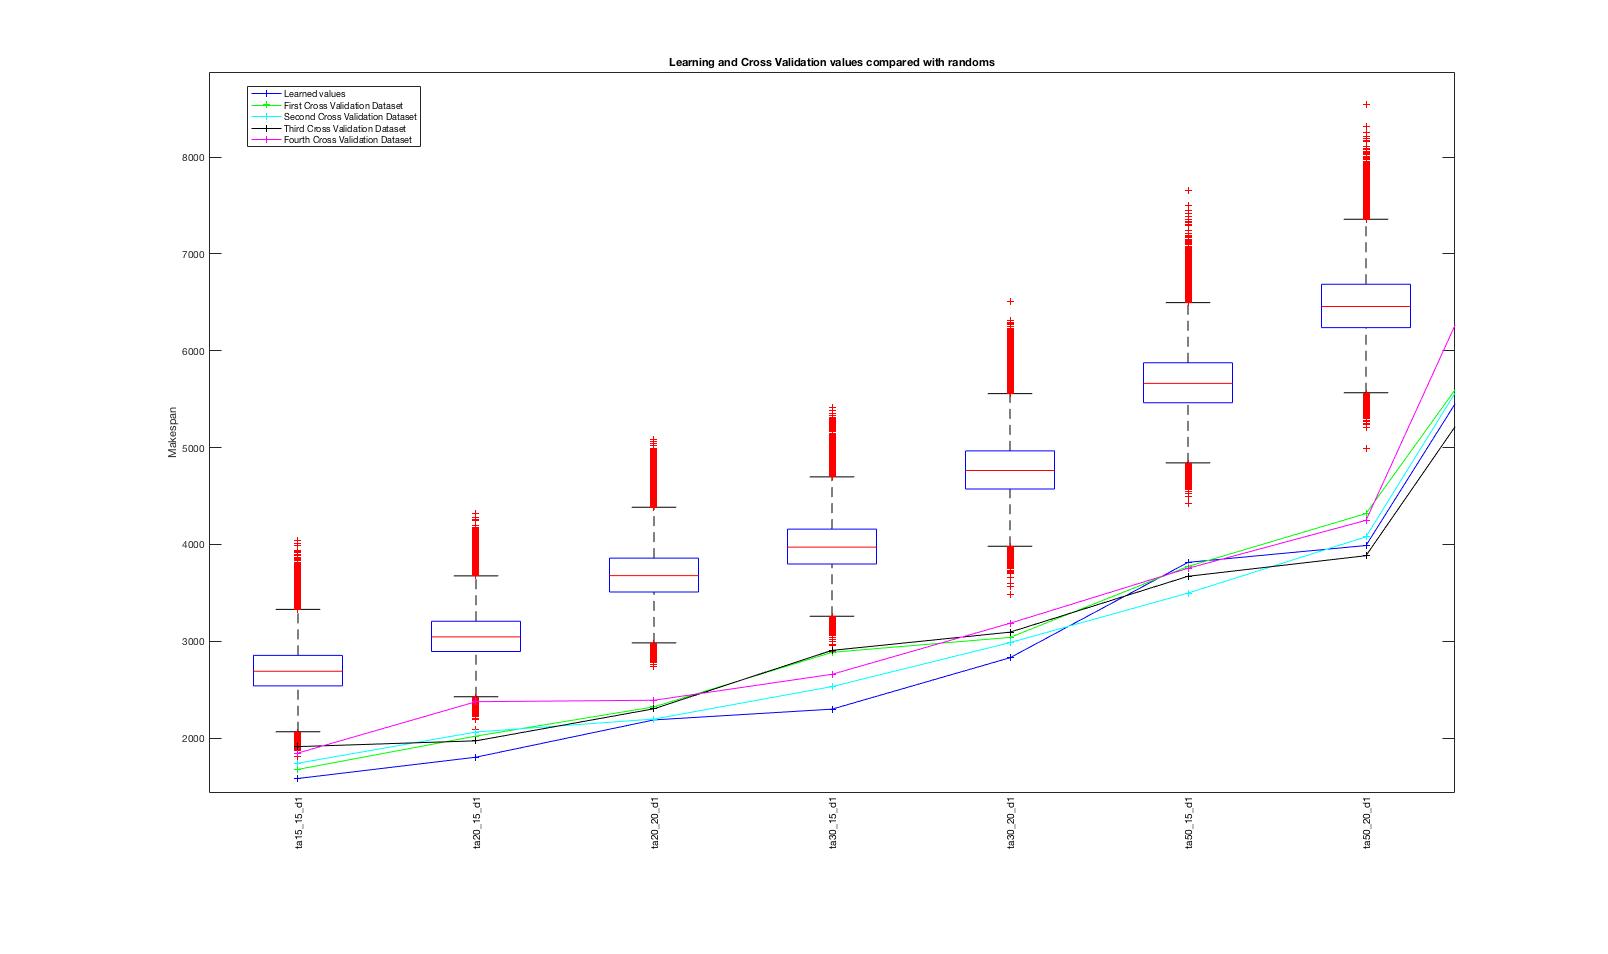 Learning and Cross Validation values compared with randoms
Learned values
First Cross Validation Dataset
Second Cross Validation Dataset
Third Cross Validation Dataset
Fourth Cross Validation Dataset
8000
7000
6000
5000
4000
3000
2000
Makespan
ta15_15_d1
ta20_15_d1
ta20_20_d1
ta30_15_d1
ta30_20_d1
ta50_15_d1
ta50_20_d1